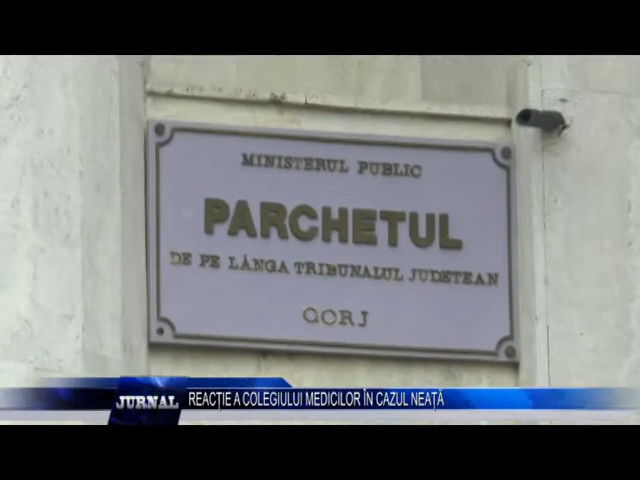 MINISTERUL PUBLIC
PARCHETUL
DE PE LÂNGA TRIBUNALUL JUDETEAN
GORJ
JURNAL
REACȚIE A COLEGIULUI MEDICILOR ÎN CAZUL NEAȚĂ